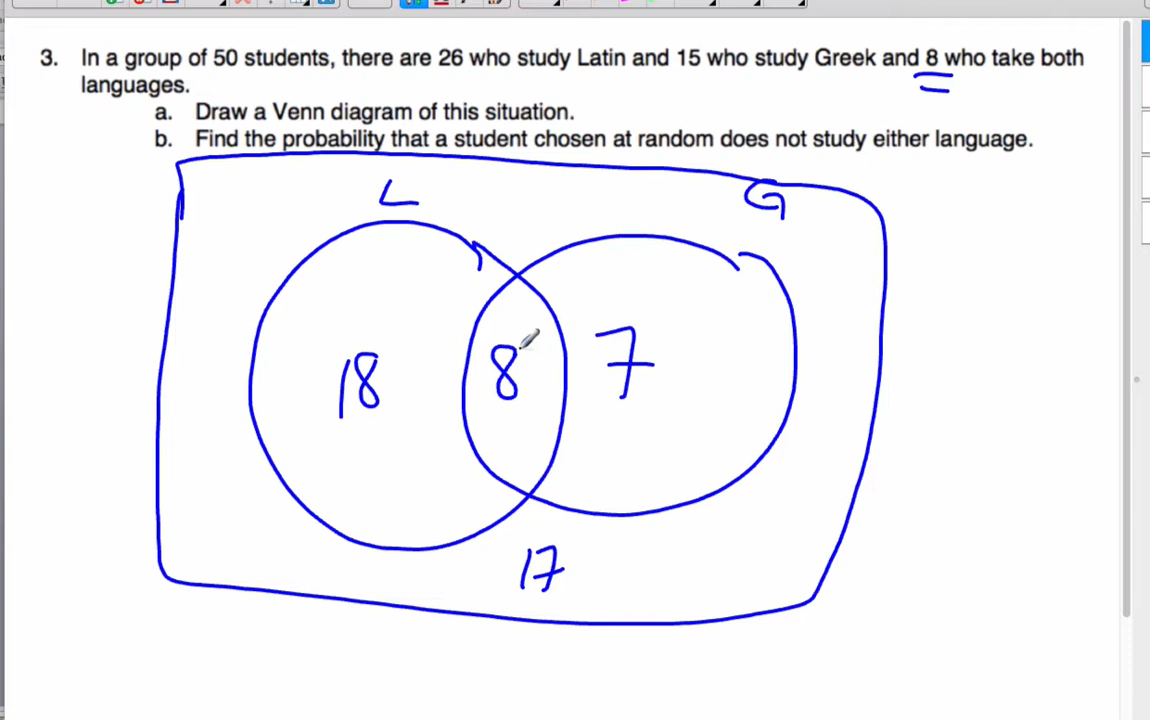 3. In a group of 50 students, there are 26 who study Latin and 15 who study Greek and 8 who take both
languages.
a. Draw a Venn diagram of this situation.
b. Find the probability that a student chosen at random does not study either language.
L G
18 8 7
17